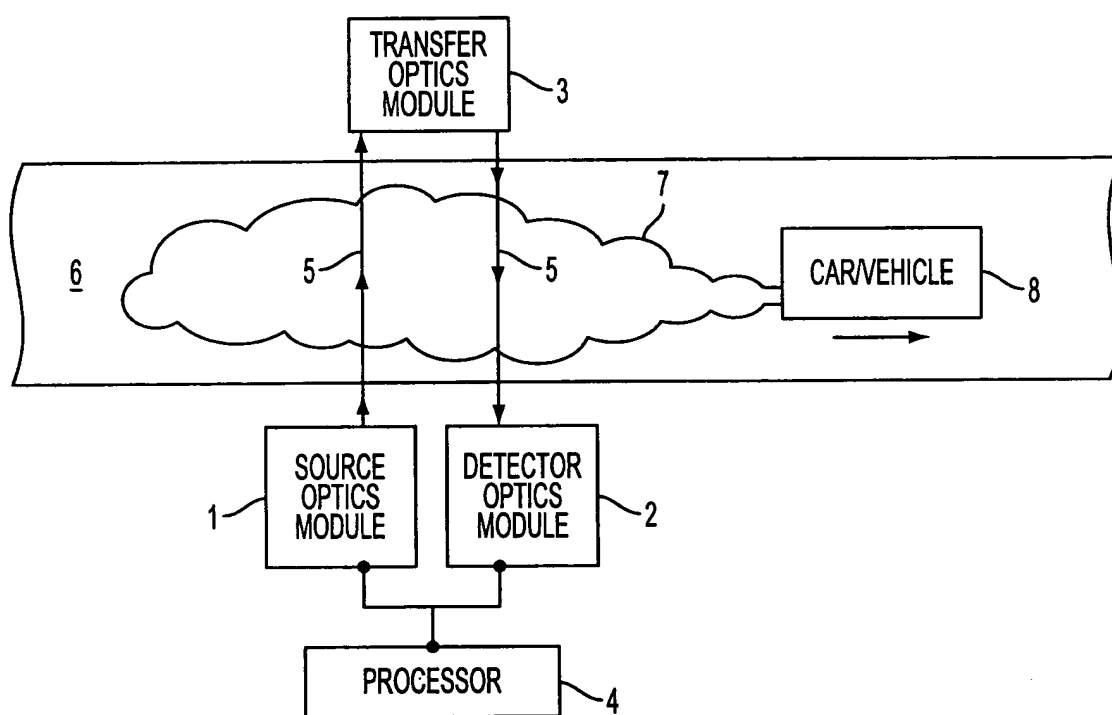 TRANSFER
OPTICS
MODULE
3
7
6
5
5
CAR/VEHICLE
8
SOURCE
OPTICS
MODULE
1
DETECTOR
OPTICS
MODULE
2
PROCESSOR
4